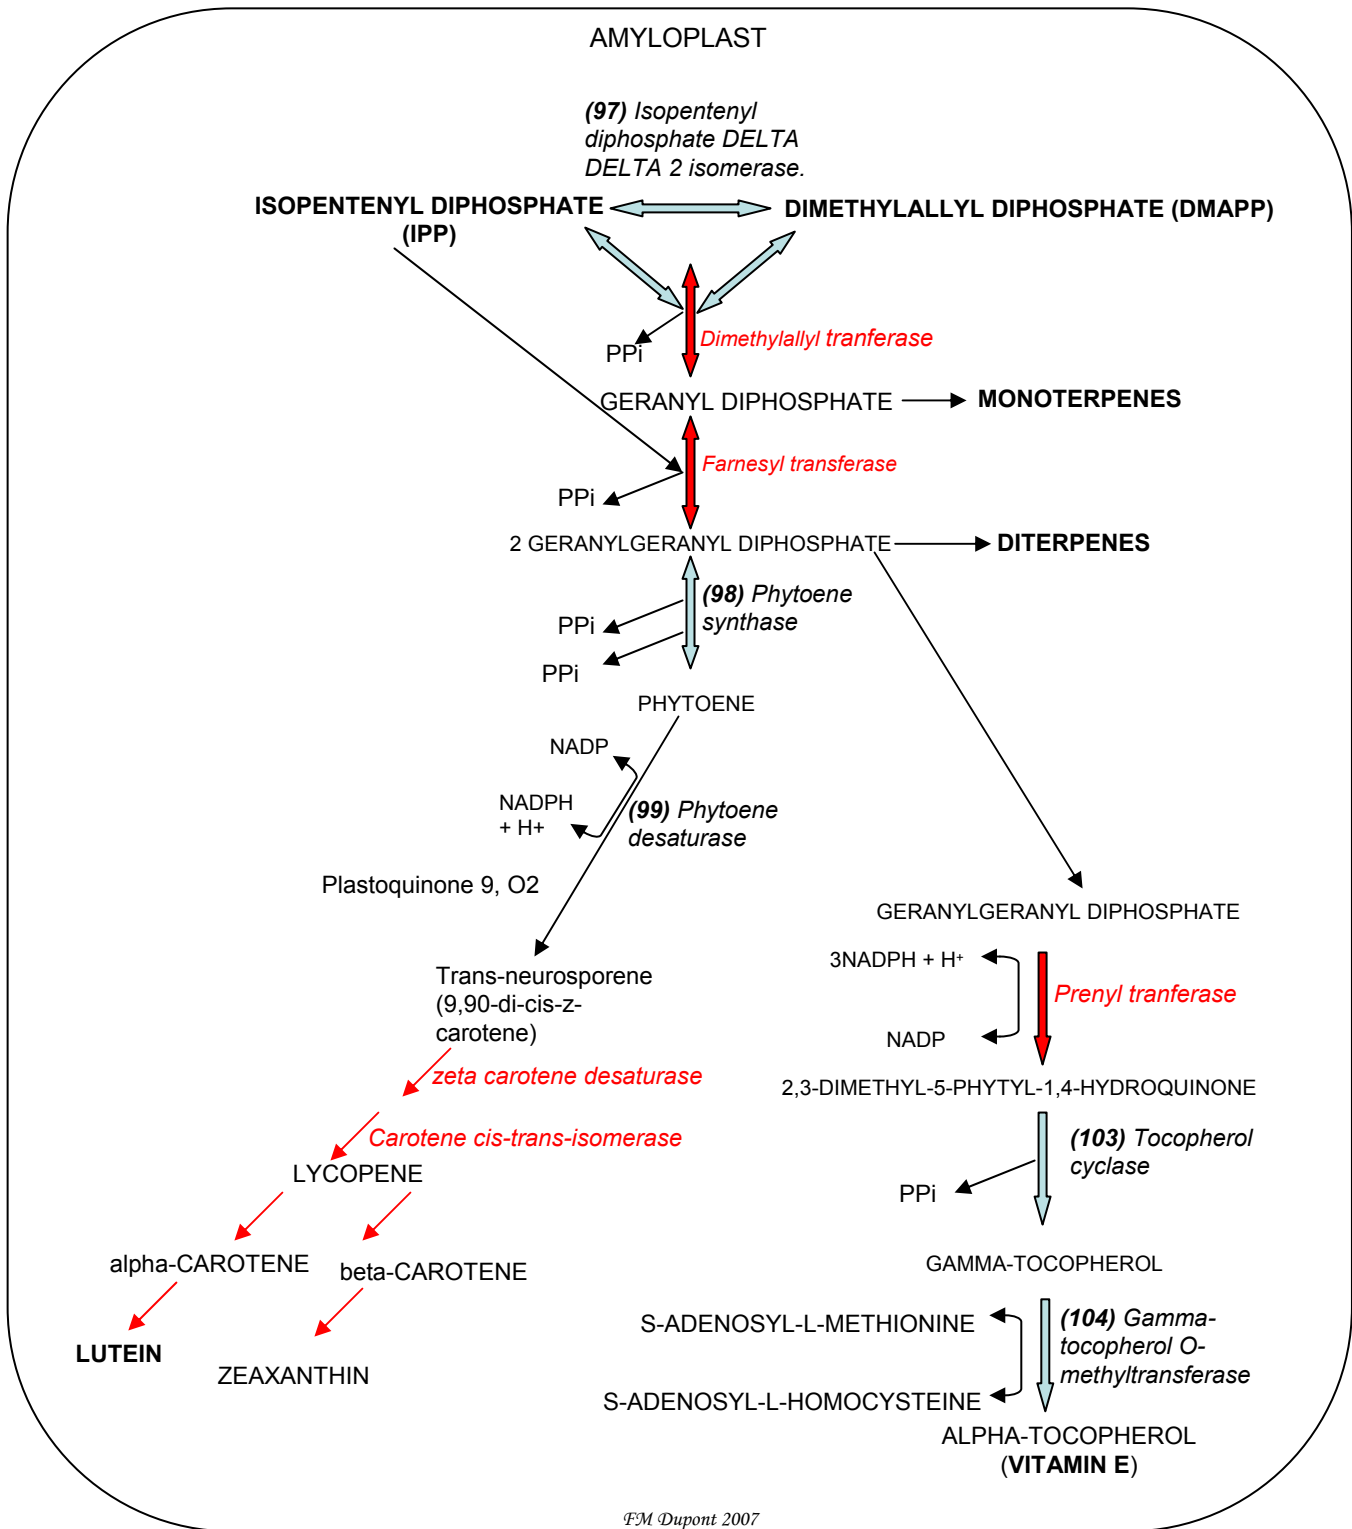 AMYLOPLAST
(97) Isopentenyl
diphosphate DELTA
DELTA 2 isomerase.
ISOPENTENYL DIPHOSPHATE
(IPP)
DIMETHYLALLYL DIPHOSPHATE (DMAPP)
PPi
Dimethylallyl tranferase
GERANYL DIPHOSPHATE
MONOTERPENES
Farnesyl transferase
PPi
2 GERANYLGERANYL DIPHOSPHATE
DITERPENES
(98) Phytoene
synthase
PPi
PPi
PHYTOENE
NADP
NADPH
+ H+
(99) Phytoene
desaturase
Plastoquinone 9, O2
Trans-neurosporene
(9,90-di-cis-z-
carotene)
zeta carotene desaturase
Carotene cis-trans-isomerase
LYCOPENE
alpha-CAROTENE
beta-CAROTENE
LUTEIN
ZEAXANTHIN
GERANYLGERANYL DIPHOSPHATE
3NADPH + H+
Prenyl tranferase
NADP
2,3-DIMETHYL-5-PHYTYL-1,4-HYDROQUINONE
(103) Tocopherol
cyclase
PPi
GAMMA-TOCOPHEROL
S-ADENOSYL-L-METHIONINE
(104) Gamma-
tocopherol O-
methyltransferase
S-ADENOSYL-L-HOMOCYSTEINE
ALPHA-TOCOPHEROL
(VITAMIN E)
FM Dupont 2007